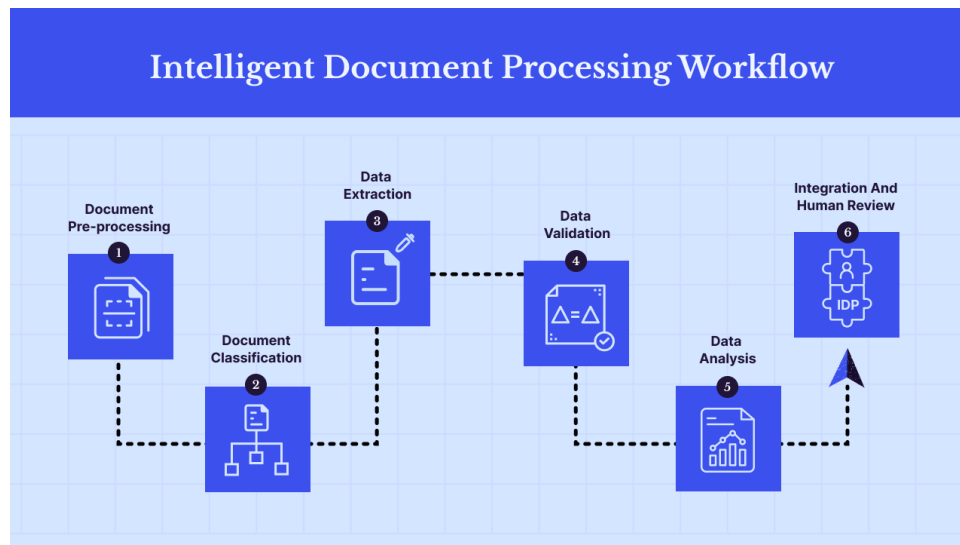 Intelligent Document Processing Workflow
Document
Pre-processing
1
Document
Classification
2
Data
Extraction
3
Data
Validation
4
Δ=Δ
Data
Analysis
5
Integration And
Human Review
6
IDP